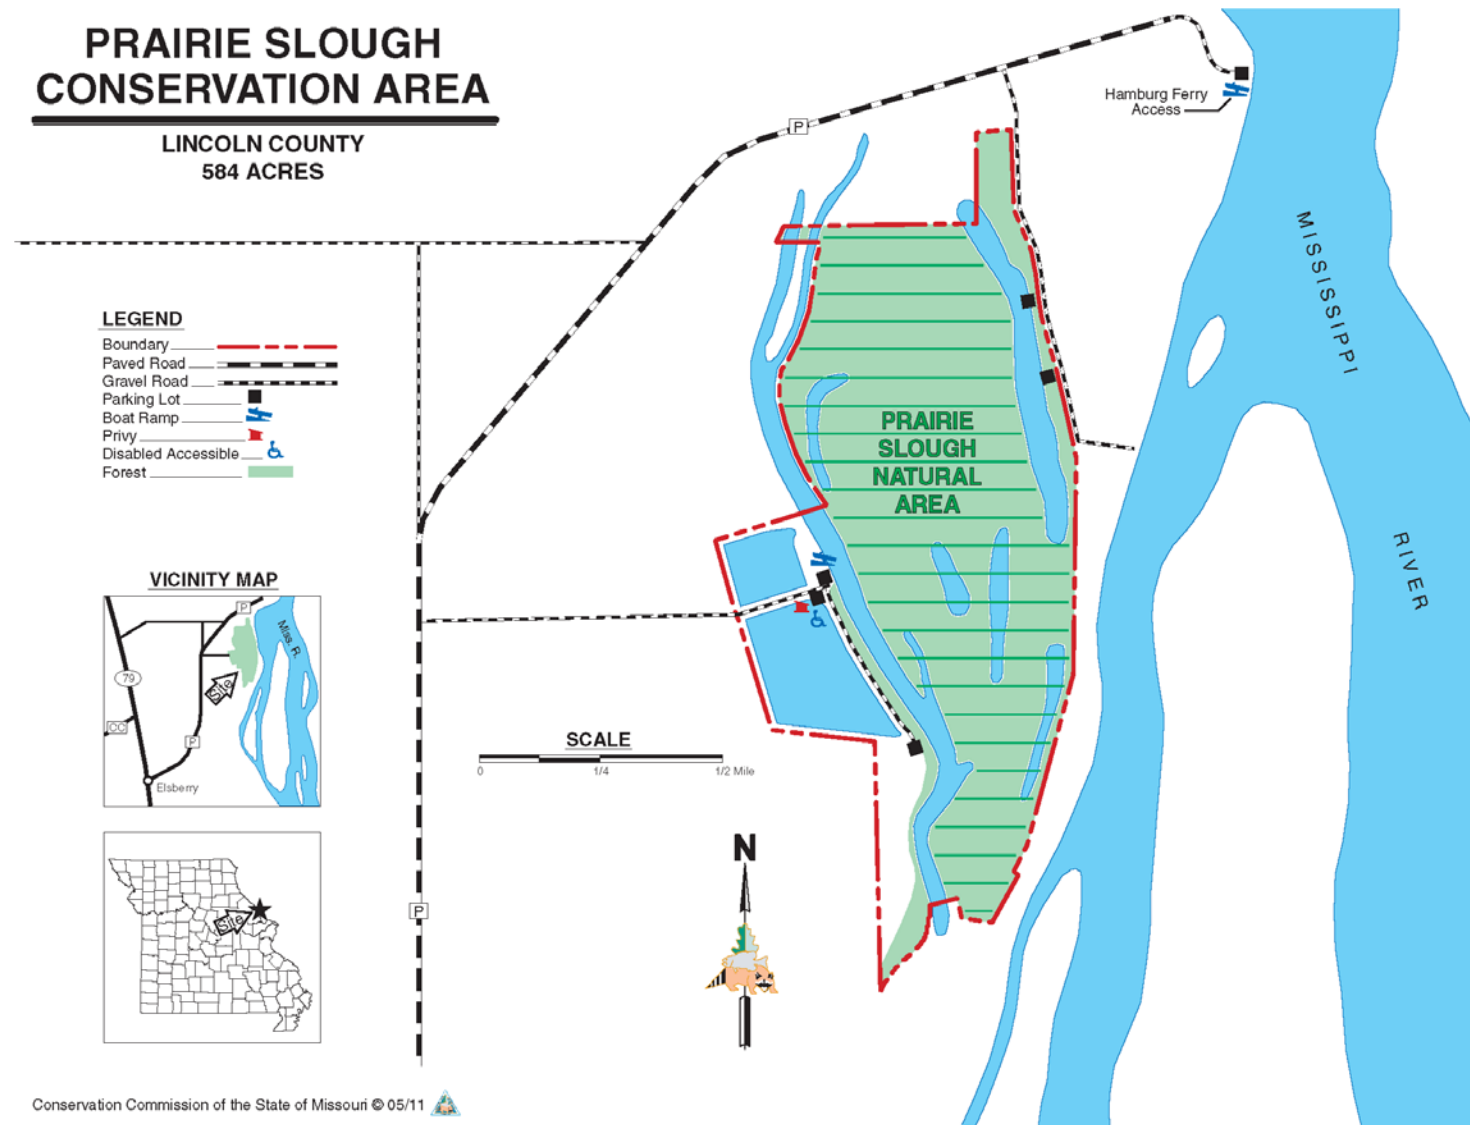 PRAIRIE SLOUGH
CONSERVATION AREA
LINCOLN COUNTY
584 ACRES
P
Hamburg Ferry
Access
MISSISSIPPI
RIVER
LEGEND
Boundary
Paved Road
Gravel Road
Parking Lot
Boat Ramp
Privy
Disabled Accessible
Forest
PRAIRIE
SLOUGH
NATURAL
AREA
VICINITY MAP
P
Miss. R.
79
Site
CC
P
Elsberry
SCALE
0 1/4 1/2 Mile
N
P
Site
Conservation Commission of the State of Missouri © 05/11